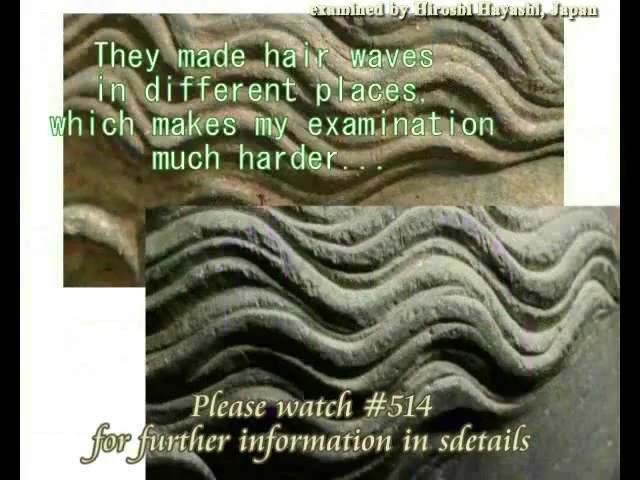 examined by Hiroshi Hayashi, Japan
They made hair waves
in different places,
which makes my examination
much harder...
Please watch #514
for further information in sdetails